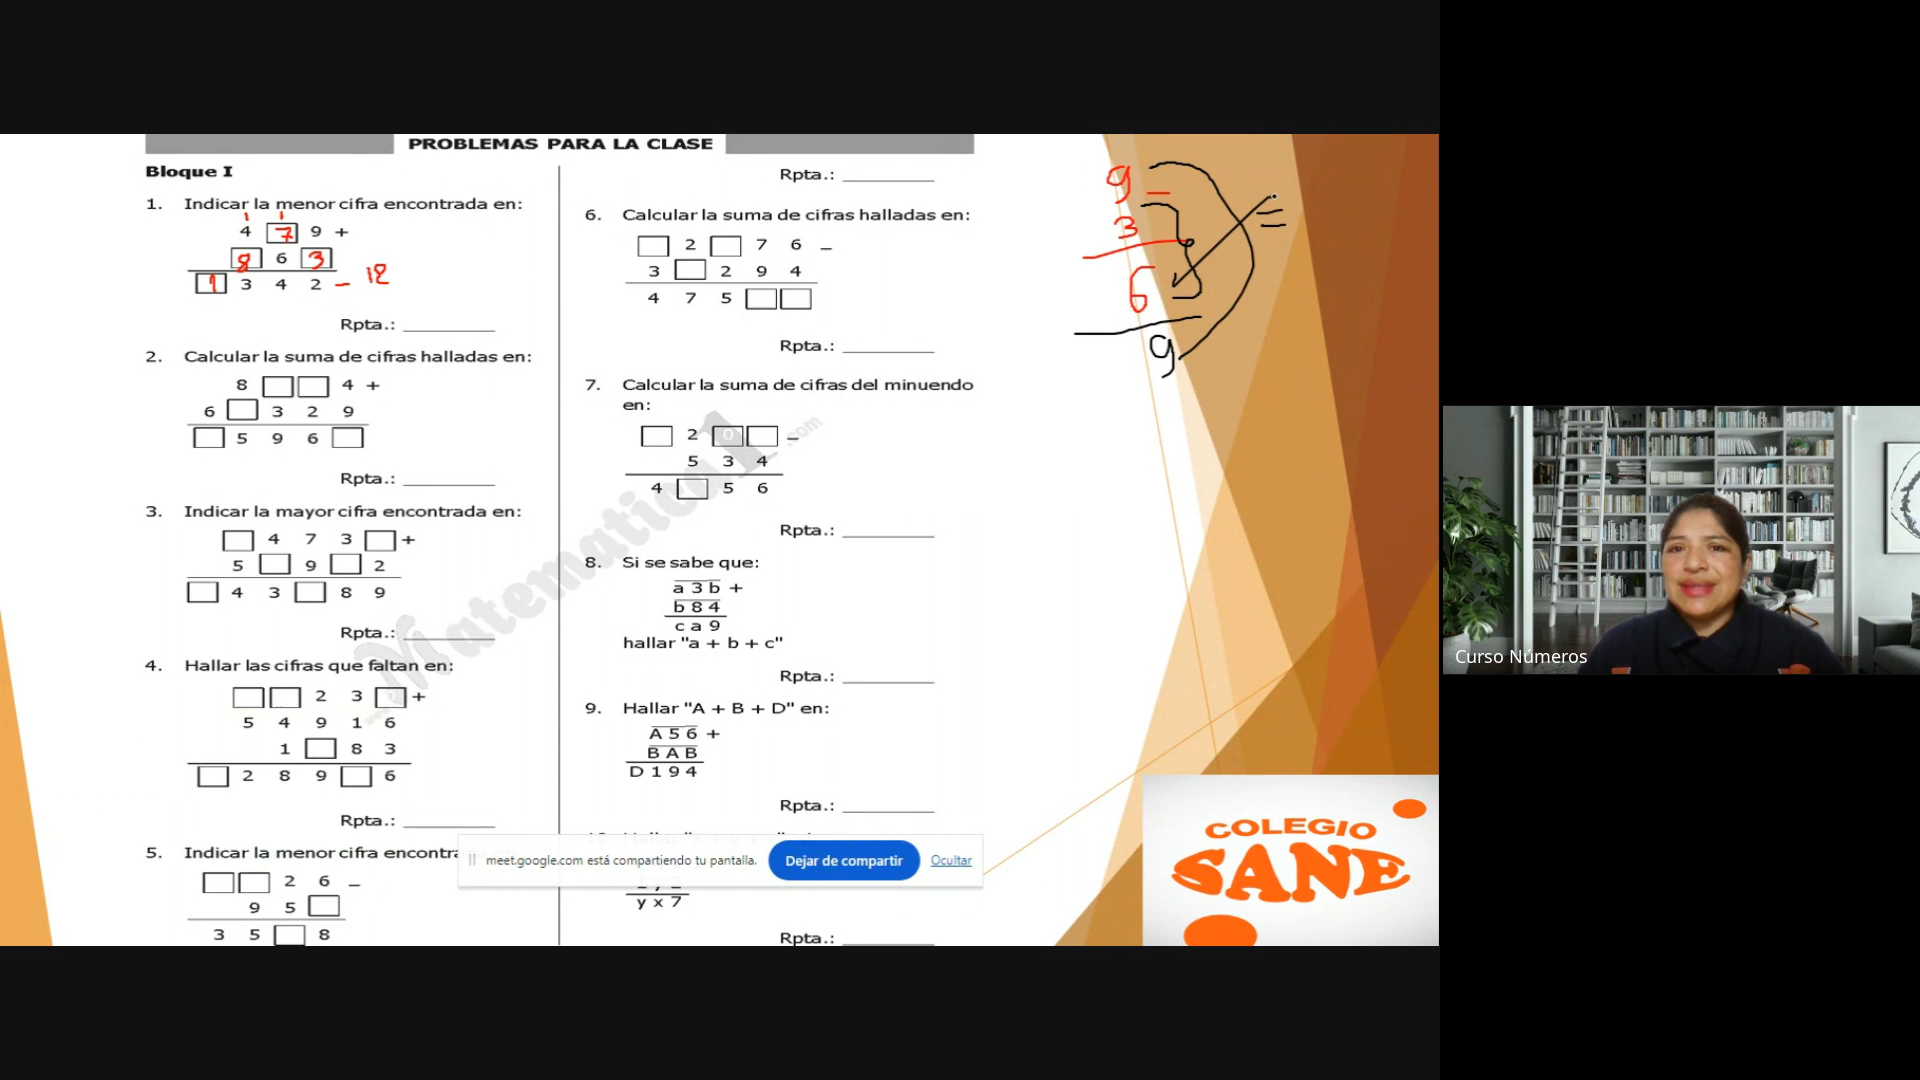 PROBLEMAS PARA LA CLASE
Bloque I
1. Indicar la menor cifra encontrada en:
1 1
4 7 9 +
8 6 3
1 3 4 2 - 12
Rpta.: ________
2. Calcular la suma de cifras halladas en:
8 □ □ 4 +
6 □ 3 2 9
□ 5 9 6 □
Rpta.: ________
3. Indicar la mayor cifra encontrada en:
□ 4 7 3 □ +
5 □ 9 □ 2
□ 4 3 □ 8 9
Rpta.: ________
4. Hallar las cifras que faltan en:
□ □ 2 3 □ +
5 4 9 1 6
1 □ 8 3
□ 2 8 9 □ 6
Rpta.: ________
5. Indicar la menor cifra encontra
□ □ 2 6 –
9 5 □
3 5 □ 8
Rpta.: ________
6. Calcular la suma de cifras halladas en:
□ 2 □ 7 6 –
3 □ 2 9 4
4 7 5 □ □
Rpta.: ________
7. Calcular la suma de cifras del minuendo
en:
□ 2 □ □ –
5 3 4
4 □ 5 6
Rpta.: ________
8. Si se sabe que:
a 3 b +
b 8 4
c a 9
hallar "a + b + c"
Rpta.: ________
9. Hallar "A + B + D" en:
A 5 6 +
B A B
D 1 9 4
Rpta.: ________
y x 7
Rpta.: ________
Matematica1.com
meet.google.com está compartiendo tu pantalla.
Dejar de compartir
Ocultar
9 –
3
6
9
COLEGIO
SANE
Curso Números